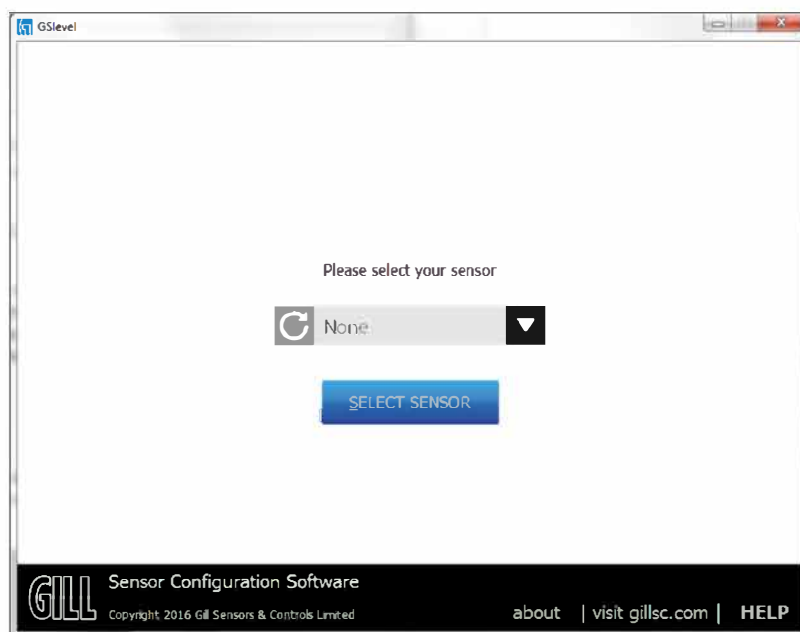 GSlevel
Please select your sensor
None
SELECT SENSOR
GILL
Sensor Configuration Software
Copyright 2016 Gill Sensors & Controls Limited
about | visit gillsc.com | HELP